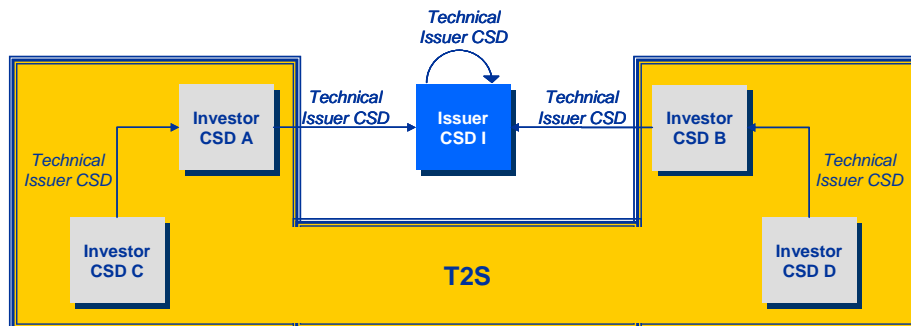 Technical
Issuer CSD
Investor
CSD A
Technical
Issuer CSD
Issuer
CSD I
Technical
Issuer CSD
Investor
CSD B
Technical
Issuer CSD
Technical
Issuer CSD
Investor
CSD C
T2S
Investor
CSD D